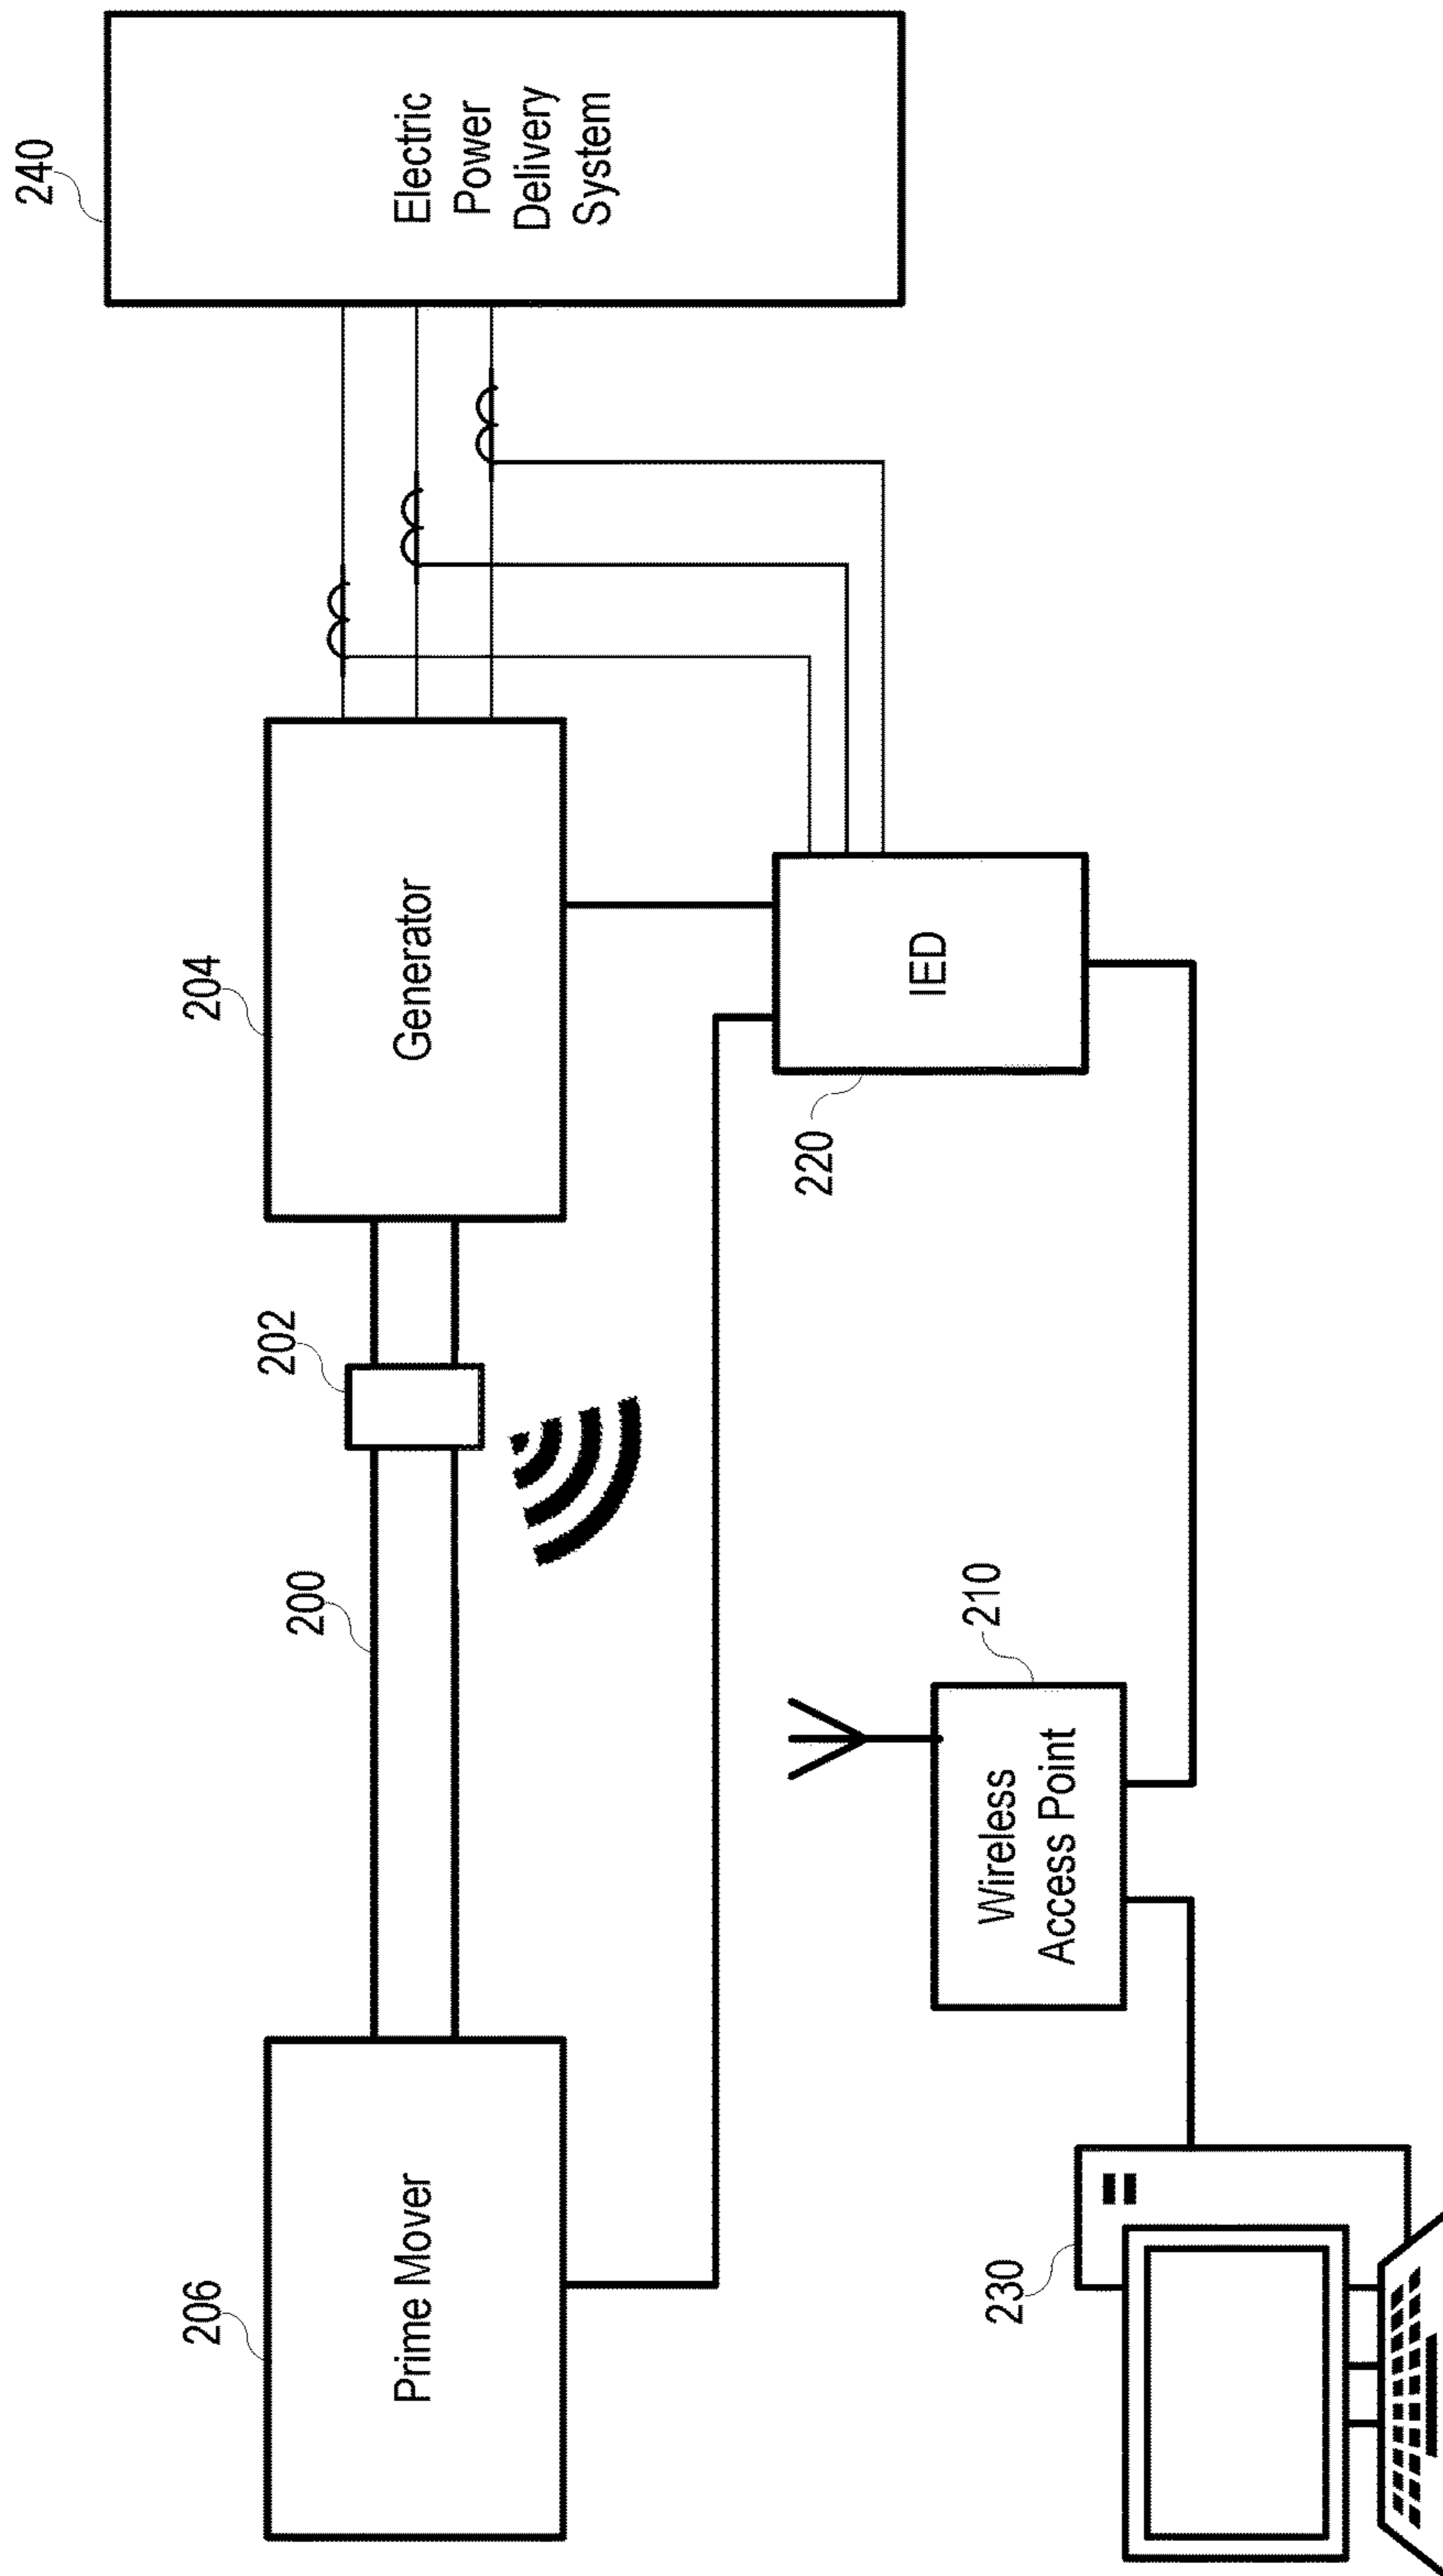 206
Prime Mover
200
202
204
Generator
240
Electric
Power
Delivery
System
230
Wireless
Access Point
210
220
IED